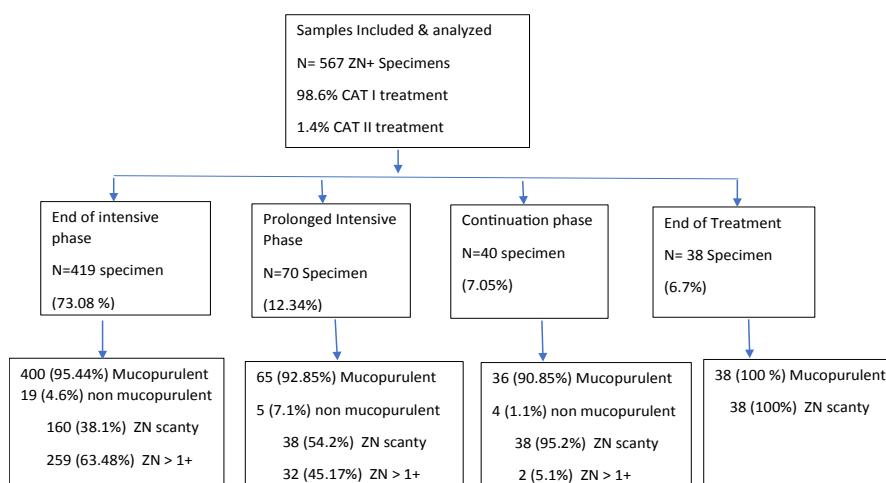 Samples Included & analyzed
N= 567 ZN+ Specimens
98.6% CAT I treatment
1.4% CAT II treatment
End of intensive
phase
N=419 specimen
(73.08 %)
Prolonged Intensive
Phase
N=70 Specimen
(12.34%)
Continuation phase
N=40 specimen
(7.05%)
End of Treatment
N= 38 Specimen
(6.7%)
400 (95.44%) Mucopurulent
19 (4.6%) non mucopurulent
160 (38.1%) ZN scanty
259 (63.48%) ZN > 1+
65 (92.85%) Mucopurulent
5 (7.1%) non mucopurulent
38 (54.2%) ZN scanty
32 (45.17%) ZN > 1+
36 (90.85%) Mucopurulent
4 (1.1%) non mucopurulent
38 (95.2%) ZN scanty
2 (5.1%) ZN > 1+
38 (100 %) Mucopurulent
38 (100%) ZN scanty